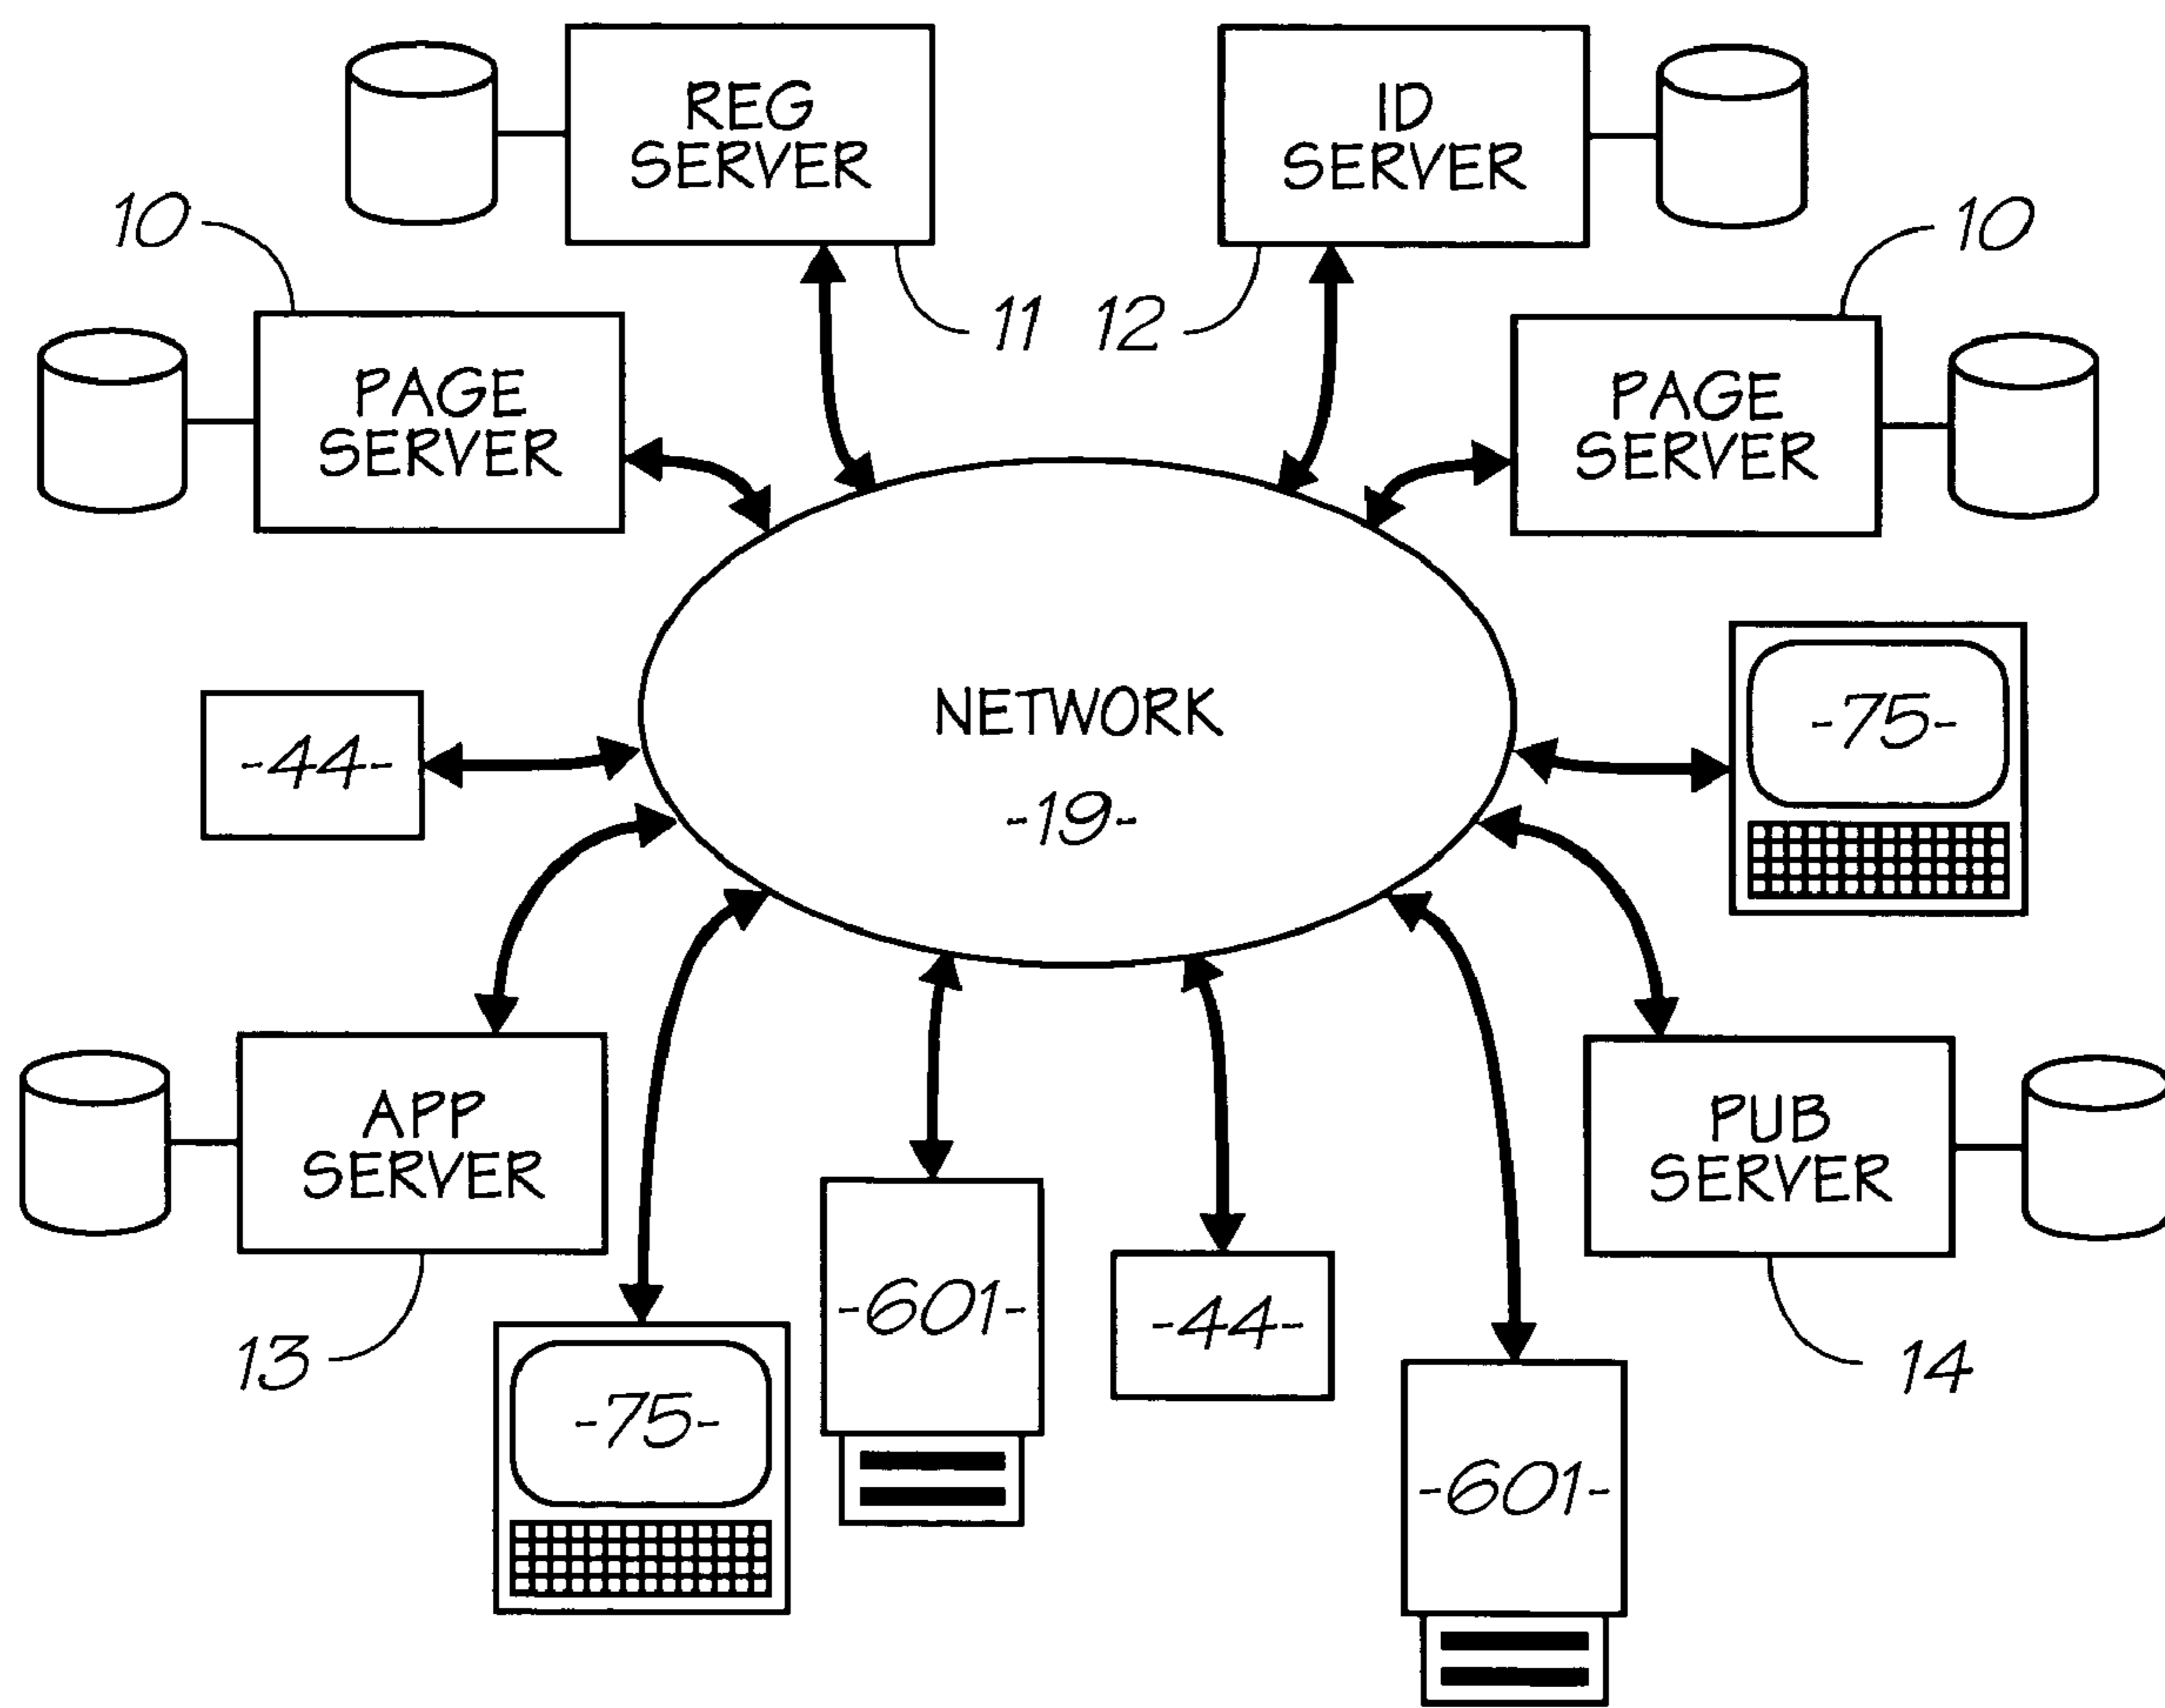 REG
SERVER
ID
SERVER
10
10
11
12
PAGE
SERVER
PAGE
SERVER
NETWORK
-19-
-44-
-75-
APP
SERVER
PUB
SERVER
-601-
-44-
13
14
-75-
-601-